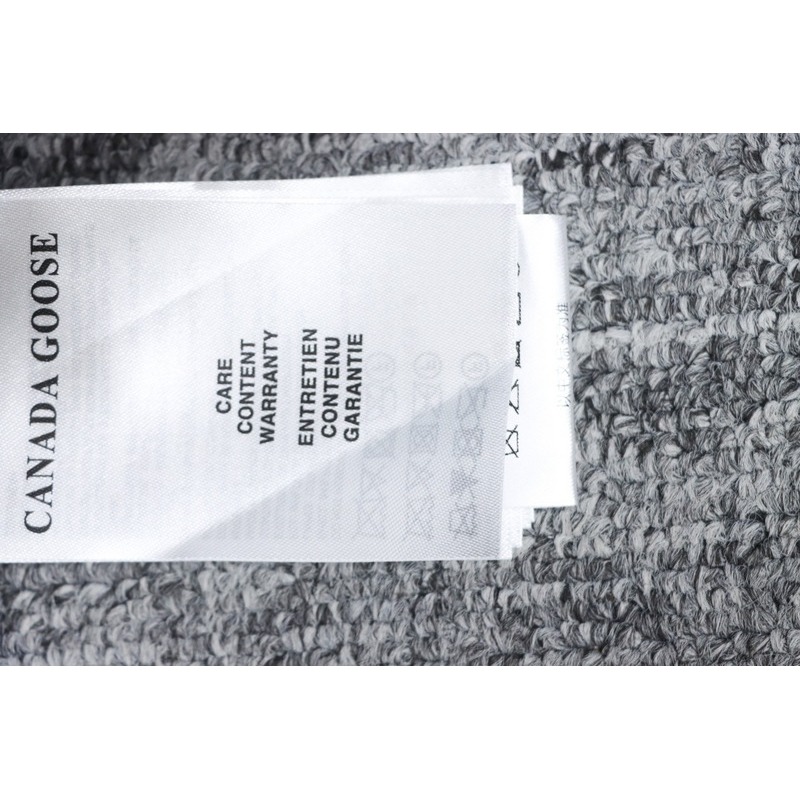 CANADA GOOSE
CARE
CONTENT
WARRANTY
ENTRETIEN
CONTENU
GARANTIE